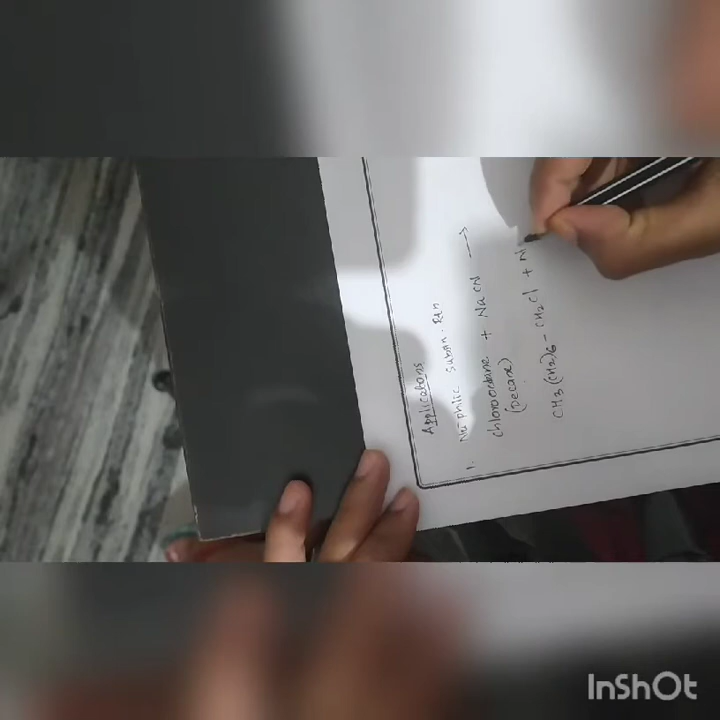 Applications
1. Nu-philic subsn. Rxn
chlorooctane + NaCN ⟶
(Decane)
CH3(CH2)6 - CH2Cl + N
InShOt